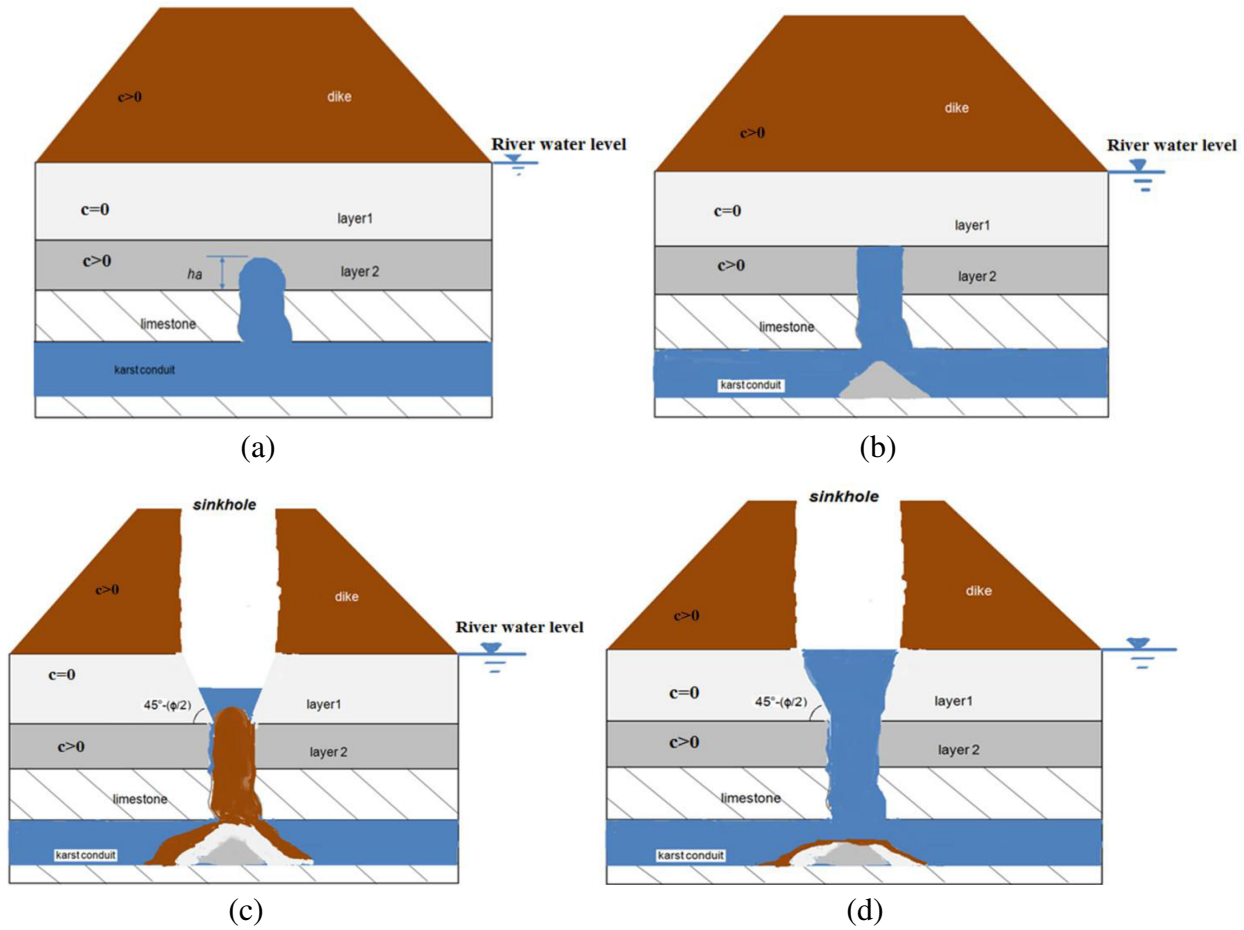 c>0
dike
River water level
c=0
layer1
c>0
ha
layer 2
limestone
karst conduit
(a)
c>0
dike
River water level
c=0
layer1
c>0
layer 2
limestone
karst conduit
(b)
sinkhole
c>0
dike
River water level
c=0
45°-(ϕ/2)
layer1
c>0
layer 2
limestone
karst conduit
(c)
sinkhole
c>0
dike
c=0
45°-(ϕ/2)
layer1
c>0
layer 2
limestone
karst conduit
(d)